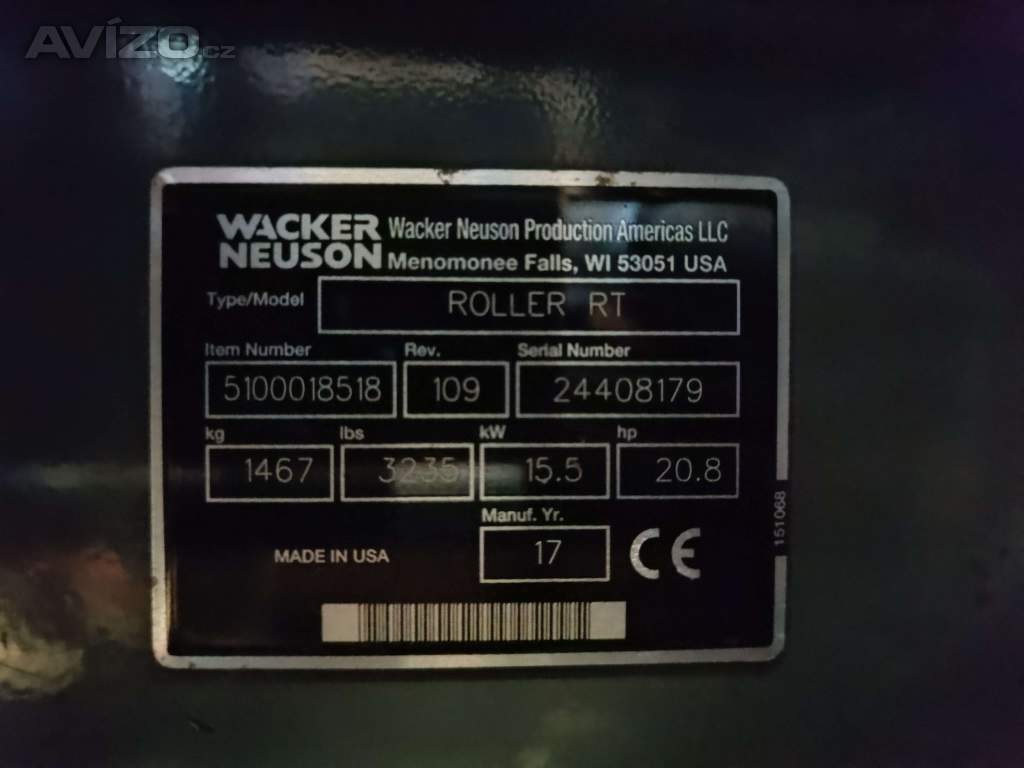 AVÍZO.cz
WACKER NEUSON
Wacker Neuson Production Americas LLC
Menomonee Falls, WI 53051 USA
Type/Model ROLLER RT
Item Number Rev. Serial Number
5100018518 109 24408179
kg lbs kW hp
1467 3235 15.5 20.8
Manuf. Yr.
MADE IN USA 17 CE
151068